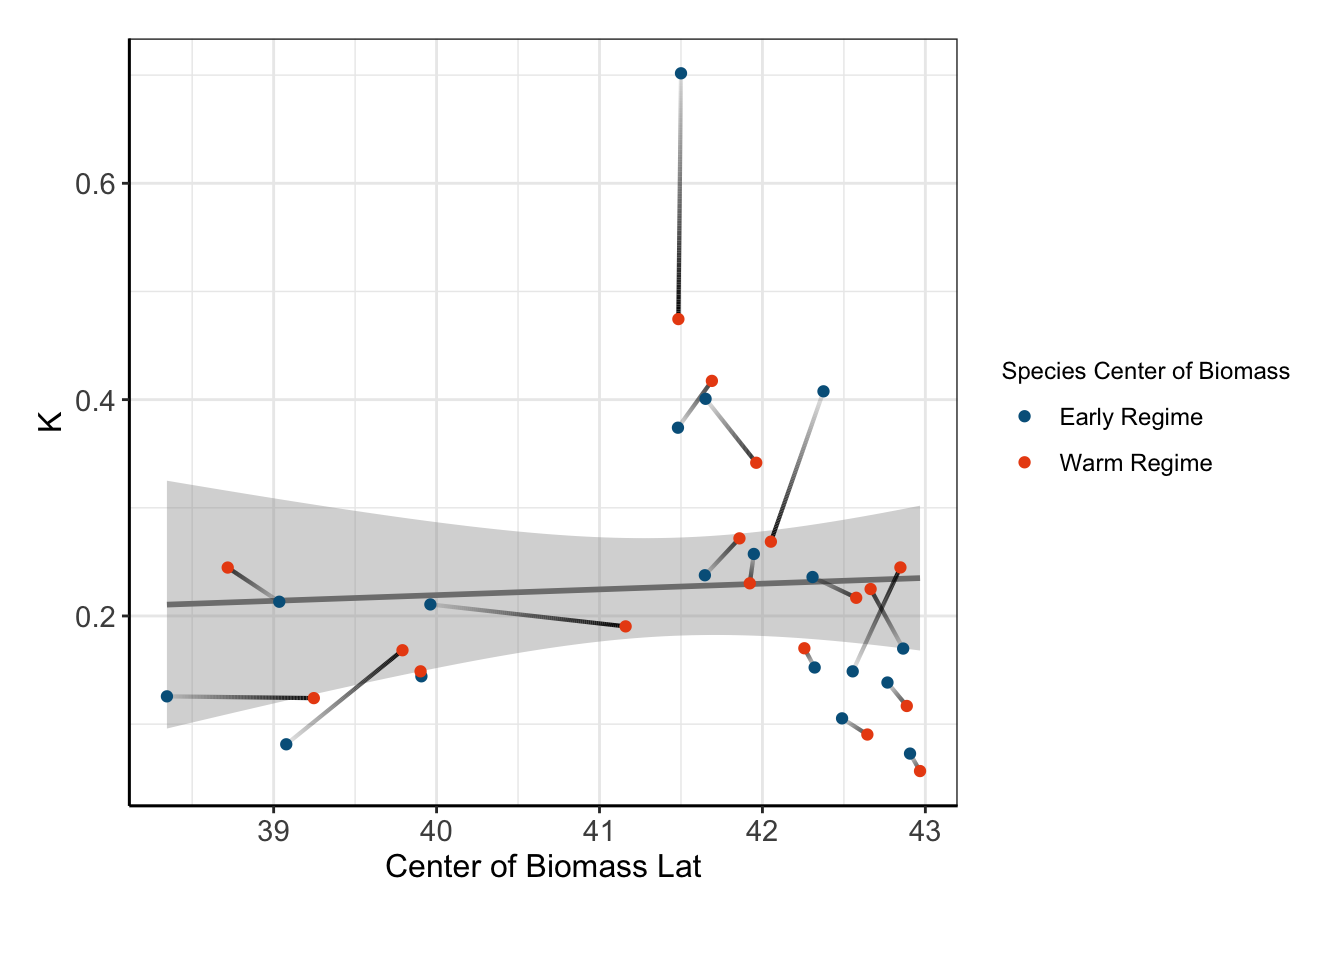 0.6
0.4
0.2
K
39 40 41 42 43
Center of Biomass Lat
Species Center of Biomass
Early Regime
Warm Regime